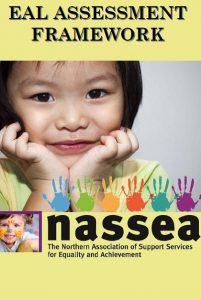 EAL ASSESSMENT
FRAMEWORK
nassea
The Northern Association of Support Services
for Equality and Achievement